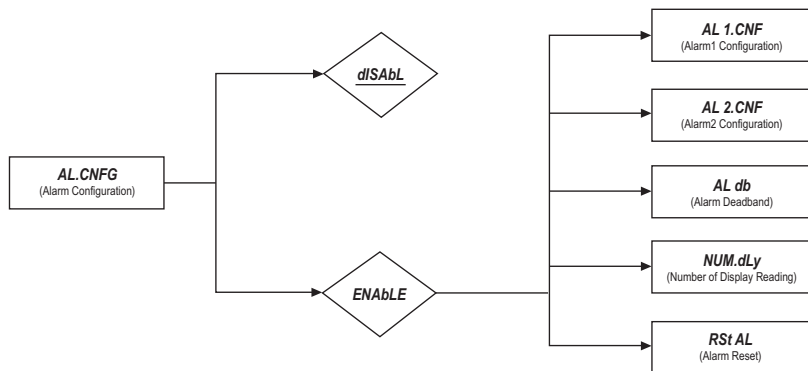 AL.CNFG
(Alarm Configuration)
dISAbL
ENAbLE
AL 1.CNF
(Alarm1 Configuration)
AL 2.CNF
(Alarm2 Configuration)
AL db
(Alarm Deadband)
NUM.dLy
(Number of Display Reading)
RSt AL
(Alarm Reset)